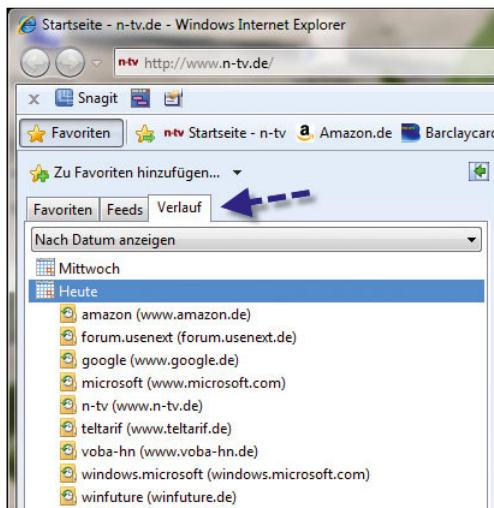 Startseite - n-tv.de - Windows Internet Explorer
n-tv http://www.n-tv.de/
x Snagit
Favoriten n-tv Startseite - n-tv a Amazon.de Barclaycar
Zu Favoriten hinzufügen...
Favoriten Feeds Verlauf
Nach Datum anzeigen
Mittwoch
Heute
amazon (www.amazon.de)
forum.usenext (forum.usenext.de)
google (www.google.de)
microsoft (www.microsoft.com)
n-tv (www.n-tv.de)
teltarif (www.teltarif.de)
voba-hn (www.voba-hn.de)
windows.microsoft (windows.microsoft.com)
winfuture (winfuture.de)